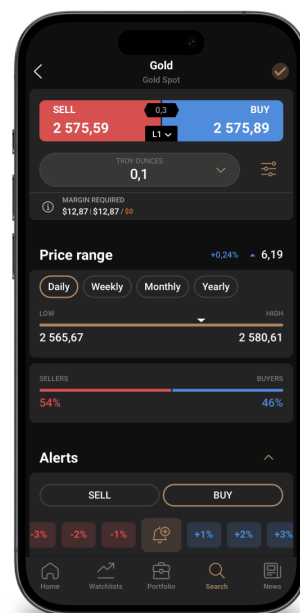 Gold
Gold Spot
SELL 0,3 BUY
2 575,59 L1 2 575,89
TROY OUNCES
0,1
MARGIN REQUIRED
$12,87 | $12,87 / $0
Price range +0,24% 6,19
Daily Weekly Monthly Yearly
LOW HIGH
2 565,67 2 580,61
SELLERS BUYERS
54% 46%
Alerts
SELL BUY
-3% -2% -1% +1% +2% +3%
Home Watchlists Portfolio Search News